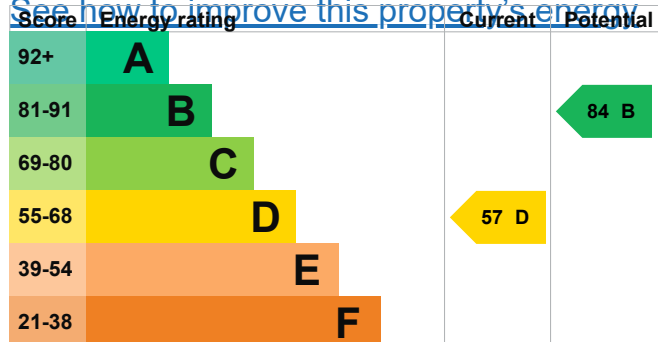 See how to improve this property's energy
Score Energy rating Current Potential
92+ A
81-91 B 84 B
69-80 C
55-68 D 57 D
39-54 E
21-38 F